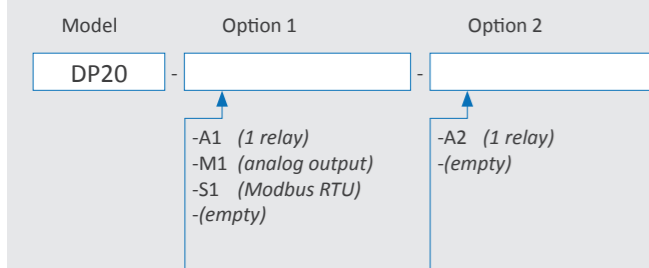 Model Option 1 Option 2
DP20 - -
-A1 (1 relay) -A2 (1 relay)
-M1 (analog output) -(empty)
-S1 (Modbus RTU)
-(empty)